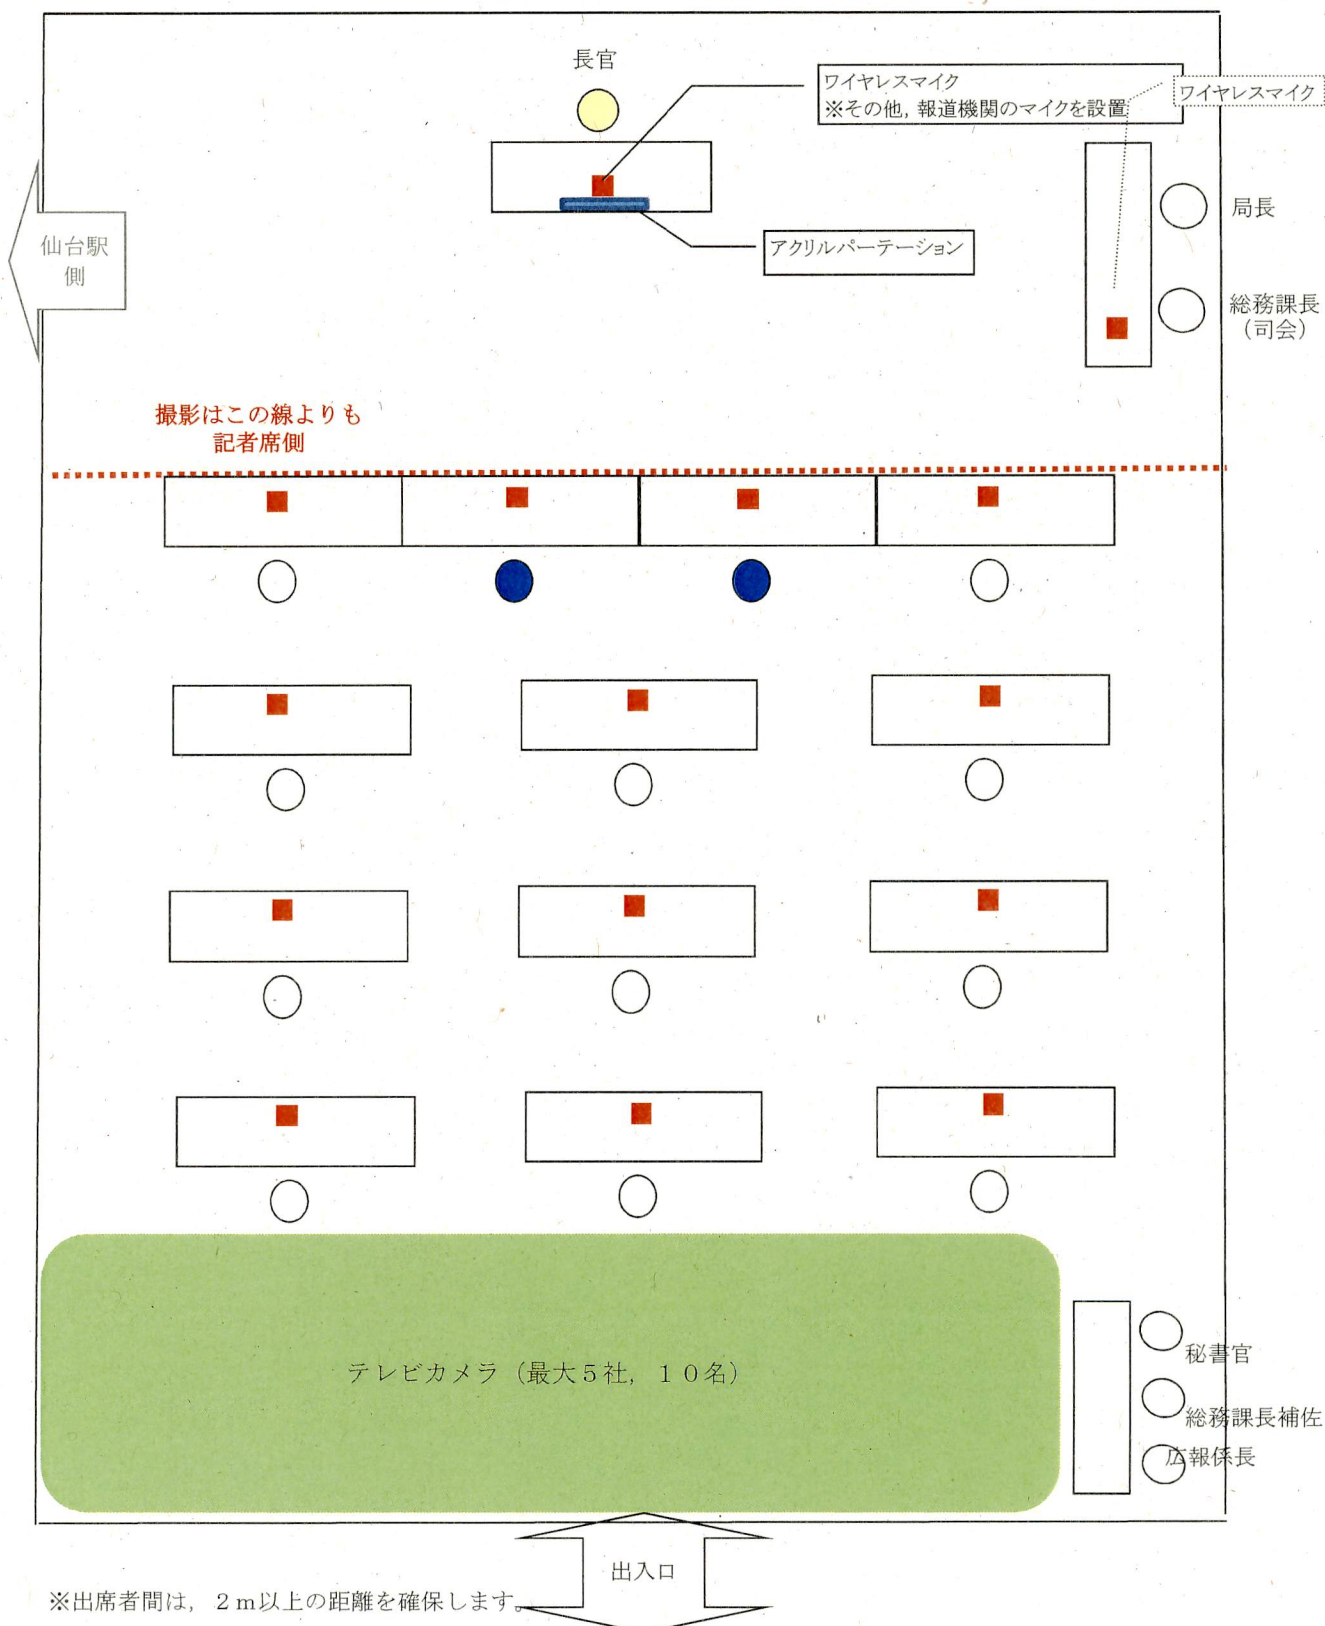 長官
ワイヤレスマイク
※その他，報道機関のマイクを設置
ワイヤレスマイク
局長
仙台駅
側
アクリルパーテーション
総務課長
（司会）
撮影はこの線よりも
記者席側
テレビカメラ（最大５社，１０名）
秘書官
総務課長補佐
広報係長
出入口
※出席者間は，２ｍ以上の距離を確保します。